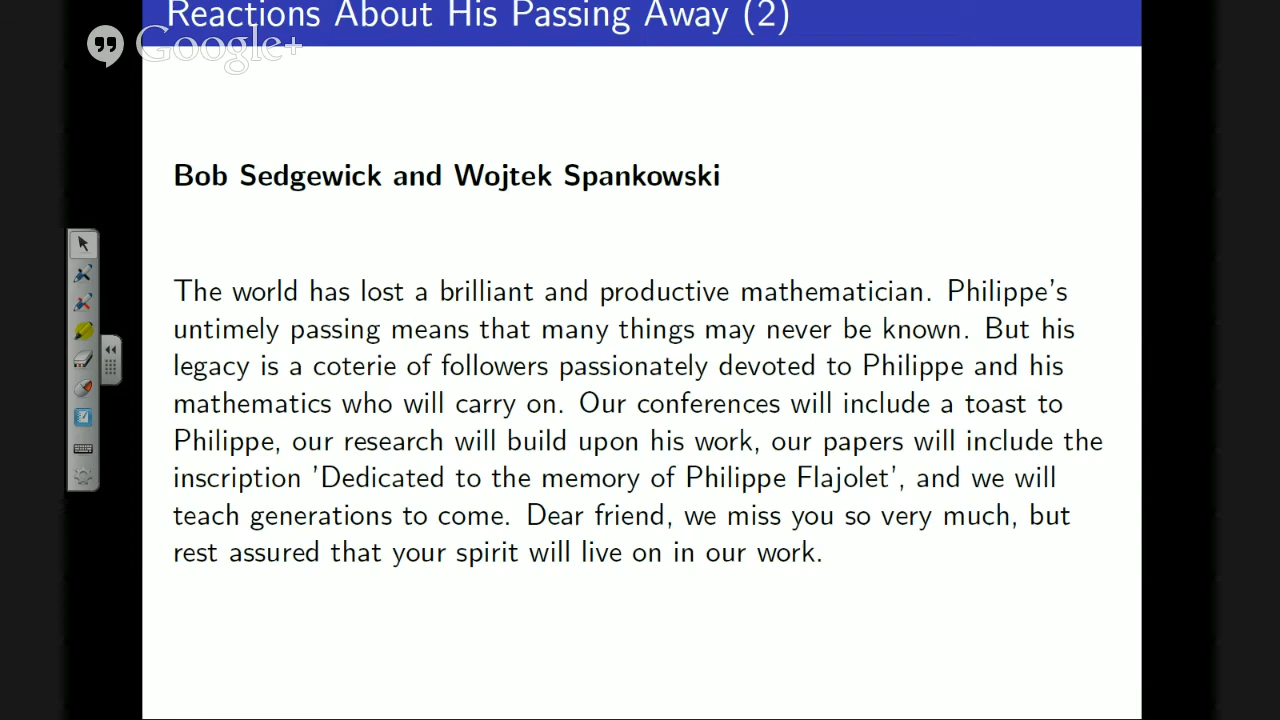 Reactions About His Passing Away (2)
Google+
Bob Sedgewick and Wojtek Spankowski
The world has lost a brilliant and productive mathematician. Philippe's
untimely passing means that many things may never be known. But his
legacy is a coterie of followers passionately devoted to Philippe and his
mathematics who will carry on. Our conferences will include a toast to
Philippe, our research will build upon his work, our papers will include the
inscription 'Dedicated to the memory of Philippe Flajolet', and we will
teach generations to come. Dear friend, we miss you so very much, but
rest assured that your spirit will live on in our work.